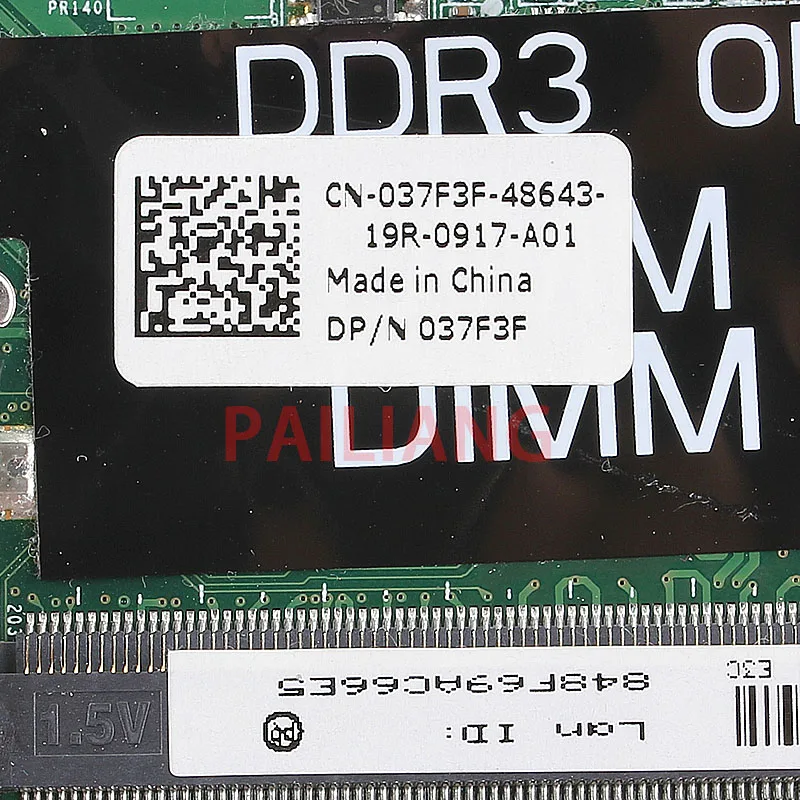 PR140
DDR3
CN-037F3F-48643-
19R-0917-A01
Made in China
DP/N 037F3F
DIMM
PAILIANG
203
E3C
848F69AC66E5
Lan ID:
1.5V